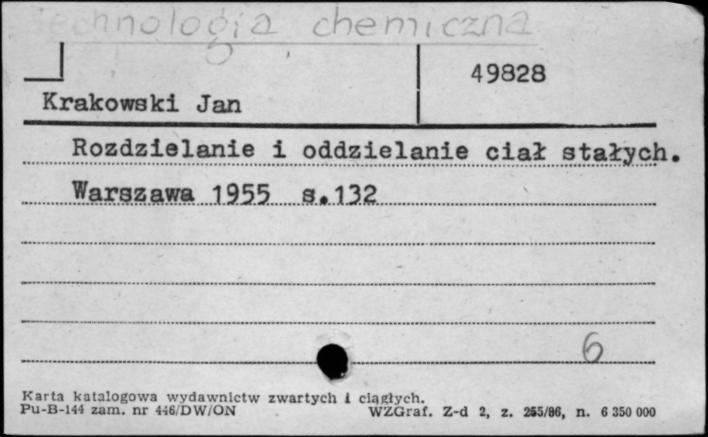 Technologia chemiczna
49828
Krakowski Jan
Rozdzielanie i oddzielanie ciał stałych.
Warszawa 1955 s.132
6
Karta katalogowa wydawnictw zwartych i ciągłych.
Pu-B-144 zam. nr 446/DW/ON WZGraf. Z-d 2, z. 255/86, n. 6 350 000